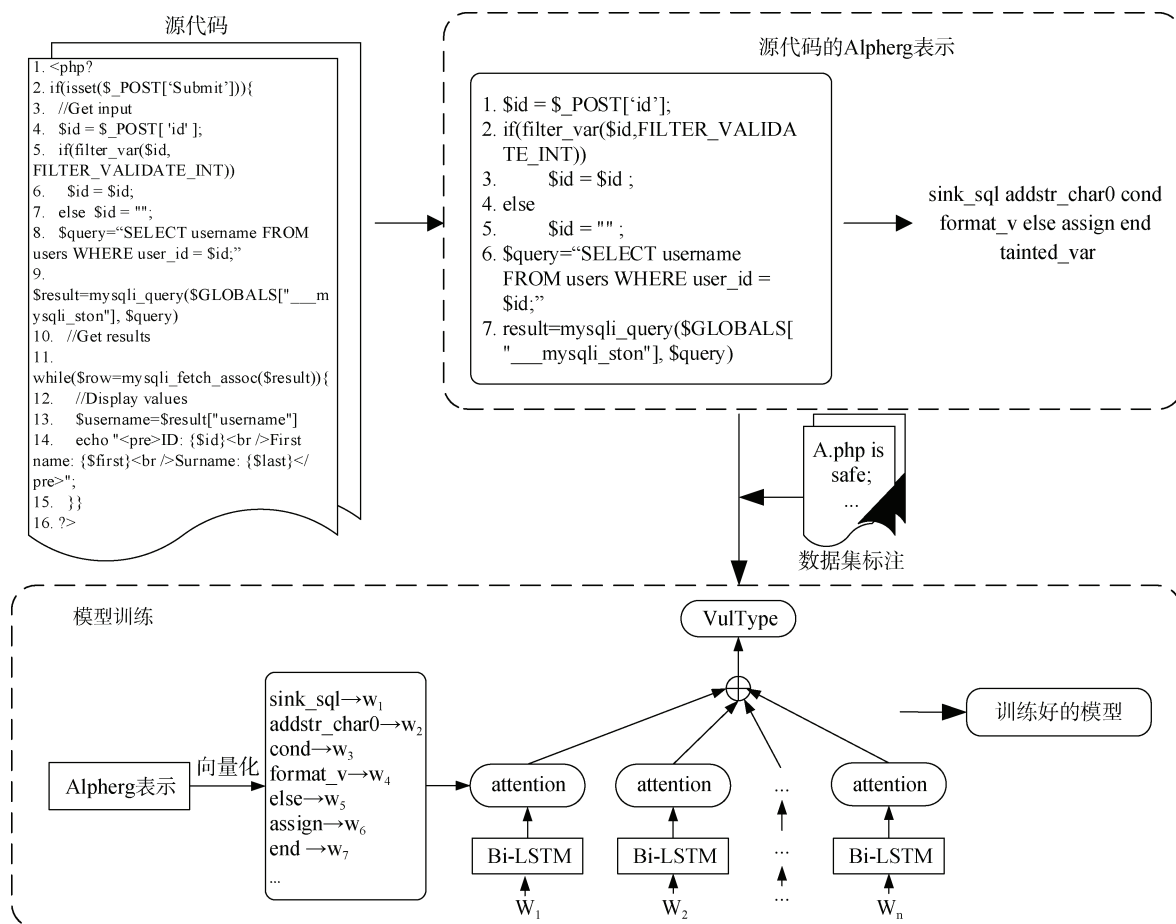 源代码
1. <php?
2. if(isset($_POST[‘Submit’])){
3. //Get input
4. $id = $_POST[ 'id' ];
5. if(filter_var($id,
FILTER_VALIDATE_INT))
6. $id = $id;
7. else $id = "";
8. $query=“SELECT username FROM
users WHERE user_id = $id;”
9.
$result=mysqli_query($GLOBALS["___m
ysqli_ston"], $query)
10. //Get results
11.
while($row=mysqli_fetch_assoc($result)){
12. //Display values
13. $username=$result["username"]
14. echo "<pre>ID: {$id}<br />First
name: {$first}<br />Surname: {$last}</
pre>";
15. }}
16. ?>
源代码的Alpherg表示
1. $id = $_POST[‘id’];
2. if(filter_var($id,FILTER_VALIDA
TE_INT))
3. $id = $id ;
4. else
5. $id = "" ;
6. $query=“SELECT username
FROM users WHERE user_id =
$id;”
7. result=mysqli_query($GLOBALS[
"___mysqli_ston"], $query)
sink_sql addstr_char0 cond
format_v else assign end
tainted_var
A.php is
safe;
...
数据集标注
模型训练
VulType
Alpherg表示
向量化
sink_sql→w1
addstr_char0→w2
cond→w3
format_v→w4
else→w5
assign→w6
end →w7
...
attention
attention
...
attention
Bi-LSTM
Bi-LSTM
...
Bi-LSTM
W1
W2
...
Wn
训练好的模型